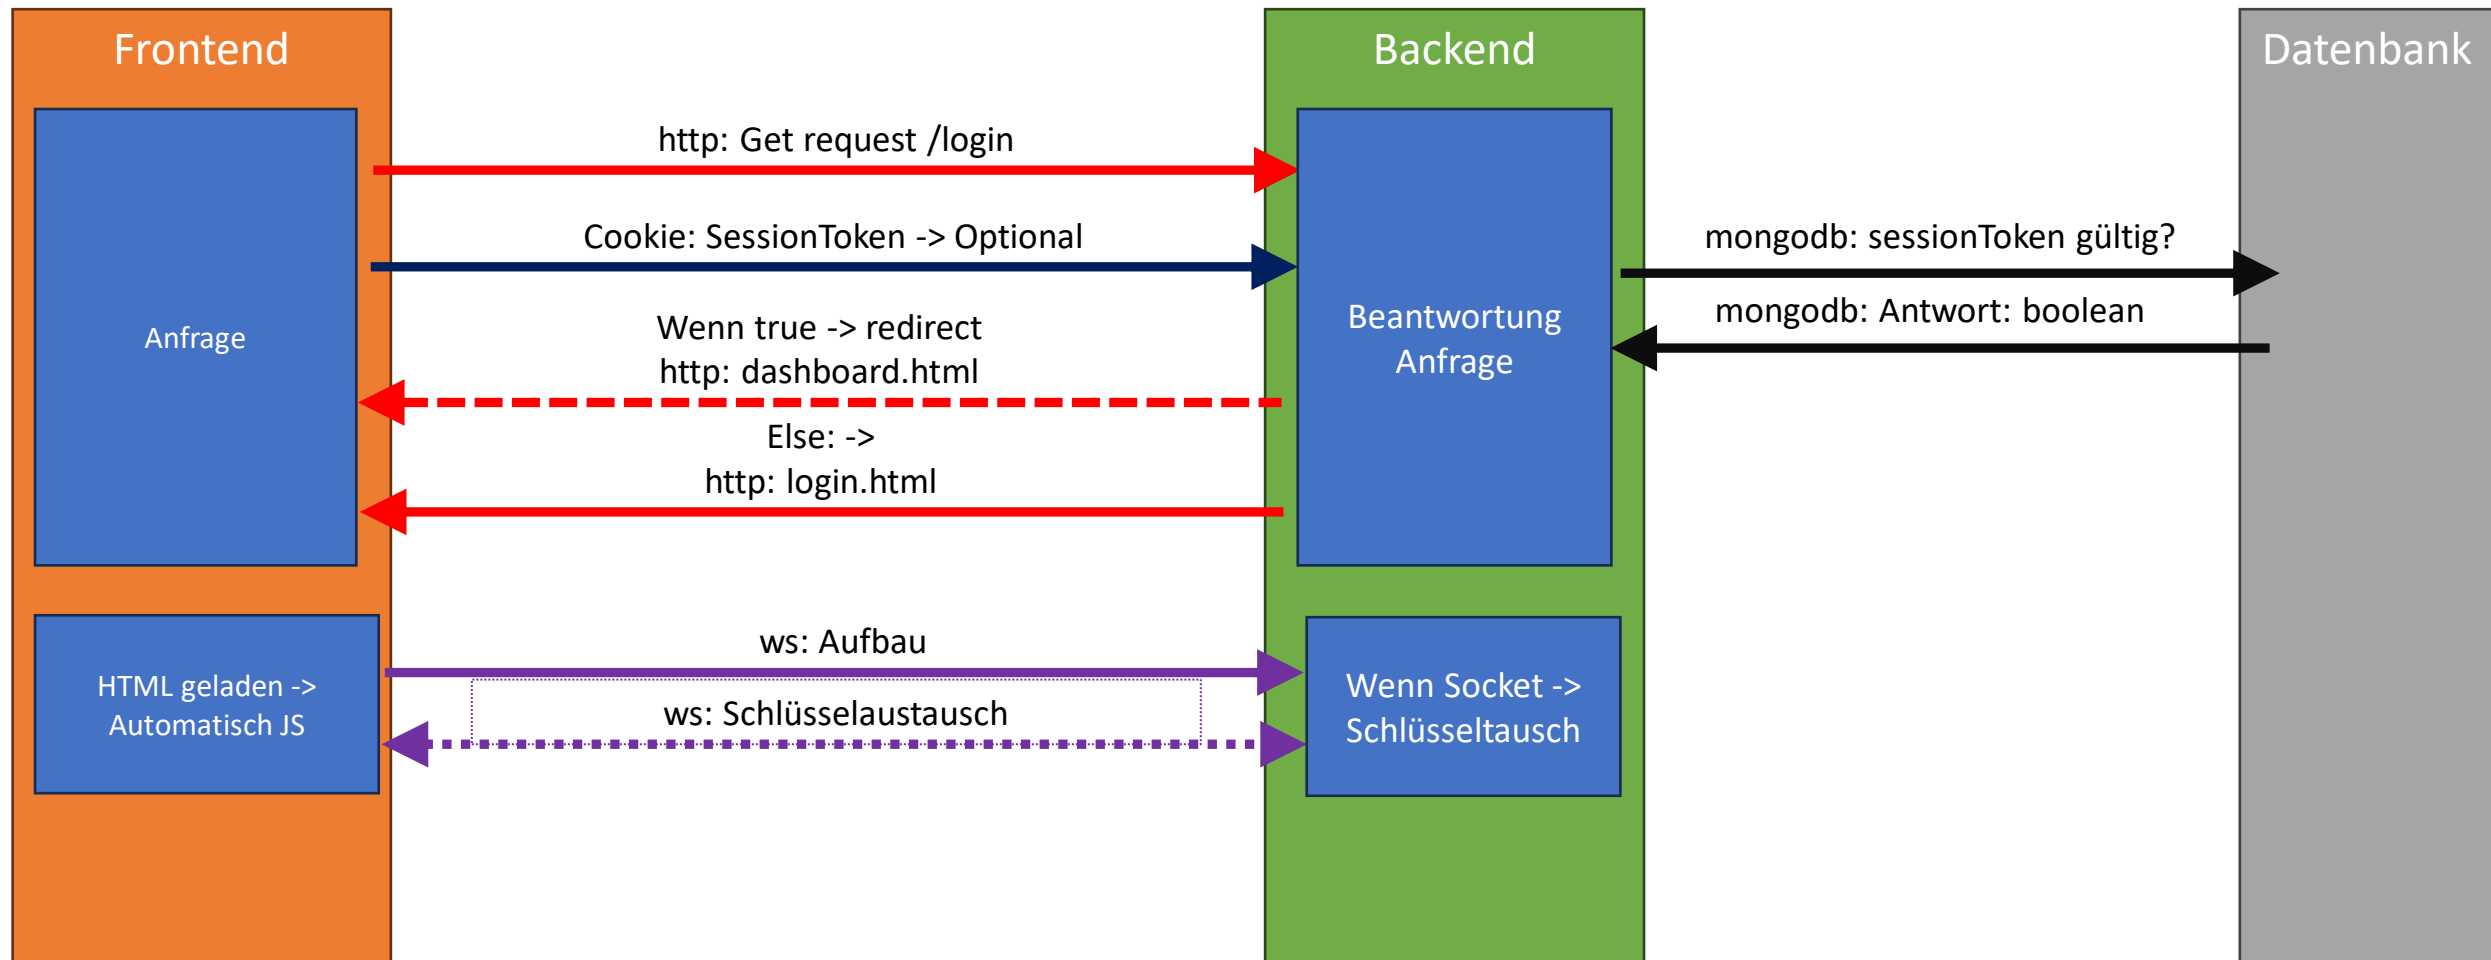 Frontend
Backend
Datenbank
http: Get request /login
Cookie: SessionToken -> Optional
mongodb: sessionToken gültig?
mongodb: Antwort: boolean
Anfrage
Wenn true -> redirect
http: dashboard.html
Beantwortung
Anfrage
Else: ->
http: login.html
ws: Aufbau
HTML geladen ->
Automatisch JS
ws: Schlüsselaustausch
Wenn Socket ->
Schlüsseltausch